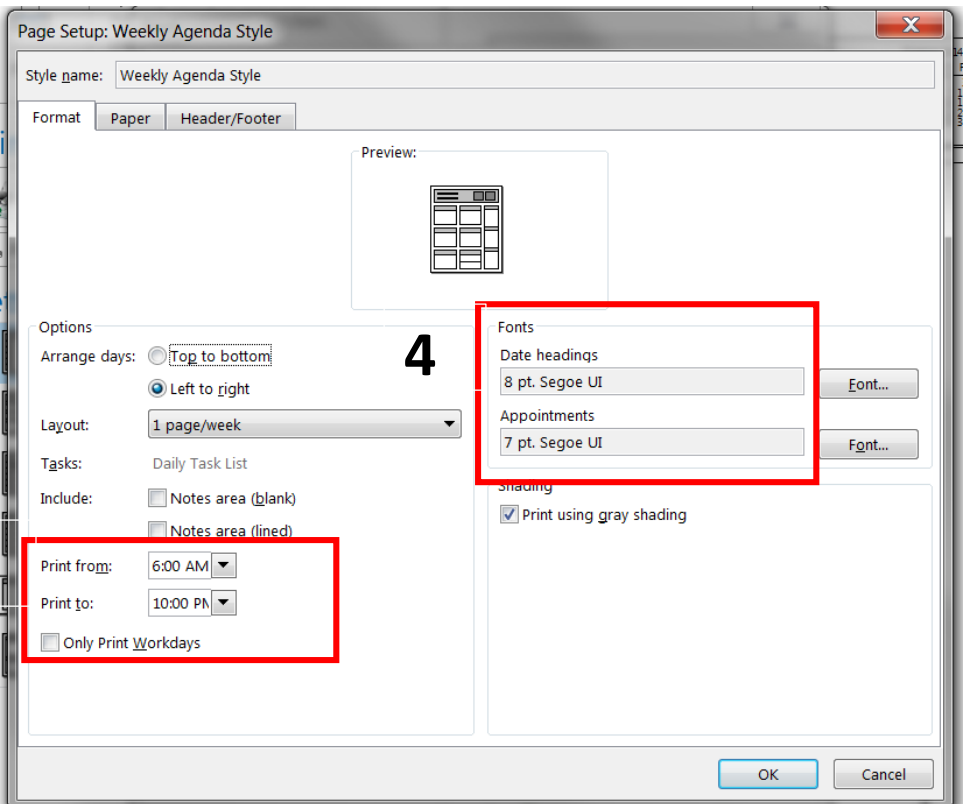 Page Setup: Weekly Agenda Style
Style name: Weekly Agenda Style
Format Paper Header/Footer
Preview:
Options
Arrange days: Top to bottom
Left to right
Layout: 1 page/week
Tasks: Daily Task List
Include: Notes area (blank)
Notes area (lined)
Print from: 6:00 AM
Print to: 10:00 PM
Only Print Workdays
4
Fonts
Date headings
8 pt. Segoe UI Font...
Appointments
7 pt. Segoe UI Font...
Shading
Print using gray shading
OK Cancel